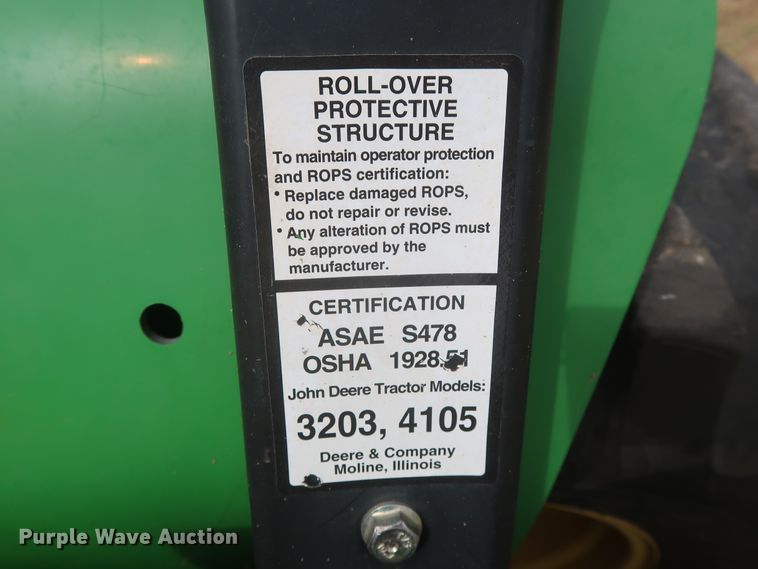 ROLL-OVER
PROTECTIVE
STRUCTURE
To maintain operator protection
and ROPS certification:
• Replace damaged ROPS,
do not repair or revise.
• Any alteration of ROPS must
be approved by the
manufacturer.
CERTIFICATION
ASAE S478
OSHA 1928.51
John Deere Tractor Models:
3203, 4105
Deere & Company
Moline, Illinois
Purple Wave Auction